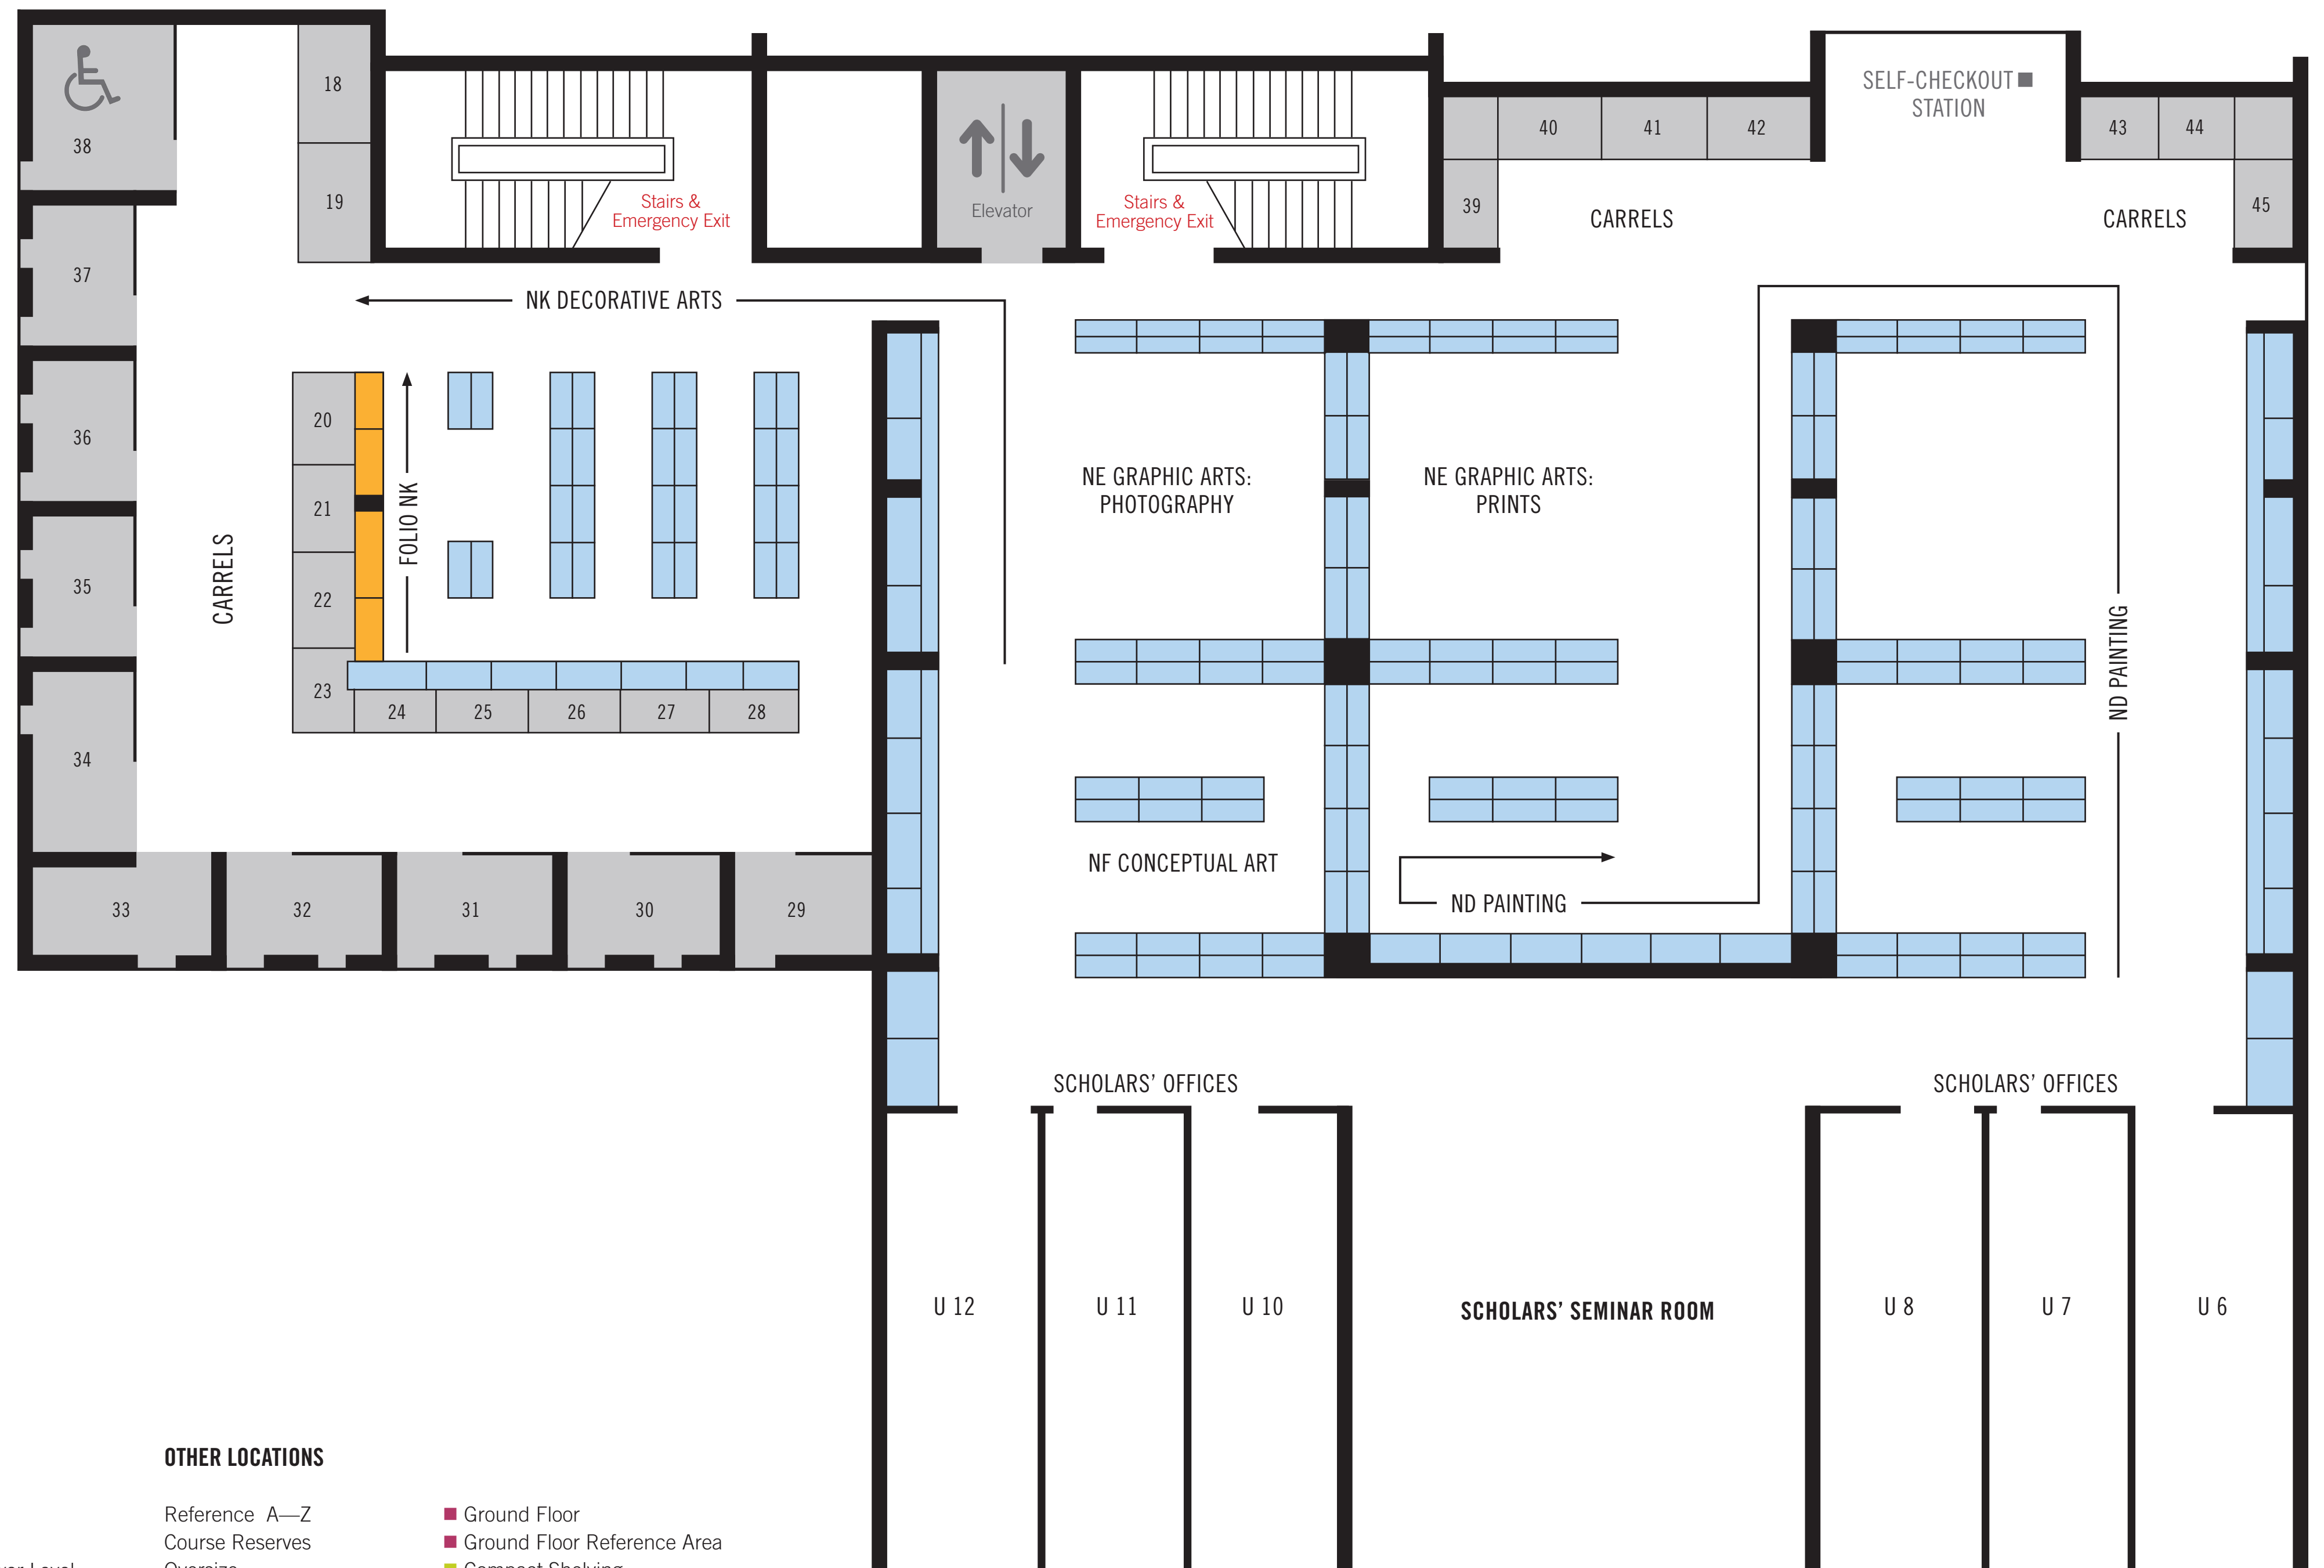 38
18
19
37
36
35
34
33
32
31
30
29
CARRELS
20
21
22
23
24
25
26
27
28
FOLIO NK
NK DECORATIVE ARTS
Stairs &
Emergency Exit
Elevator
Stairs &
Emergency Exit
39
40
41
42
CARRELS
SELF-CHECKOUT
STATION
43
44
45
CARRELS
NE GRAPHIC ARTS:
PHOTOGRAPHY
NE GRAPHIC ARTS:
PRINTS
NF CONCEPTUAL ART
ND PAINTING
ND PAINTING
SCHOLARS’ OFFICES
SCHOLARS’ OFFICES
U 12
U 11
U 10
SCHOLARS’ SEMINAR ROOM
U 8
U 7
U 6
OTHER LOCATIONS
Reference A—Z
Ground Floor
Course Reserves
Ground Floor Reference Area
Level
Oversize
Compact Shelving